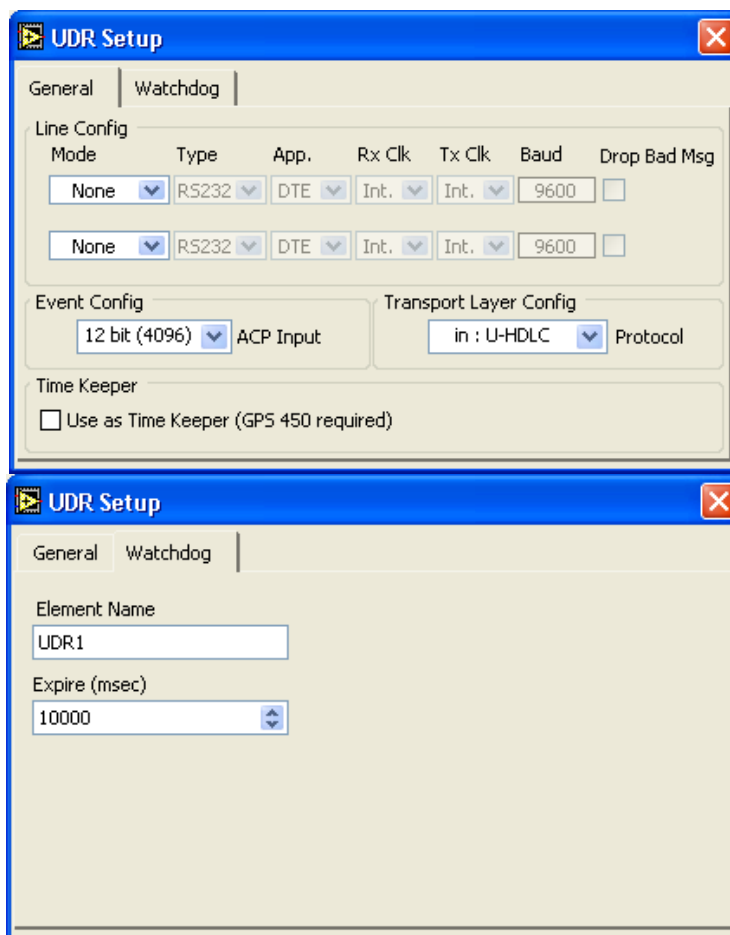 UDR Setup
General Watchdog
Line Config
Mode Type App. Rx Clk Tx Clk Baud Drop Bad Msg
None RS232 DTE Int. Int. 9600
None RS232 DTE Int. Int. 9600
Event Config Transport Layer Config
12 bit (4096) ACP Input in : U-HDLC Protocol
Time Keeper
Use as Time Keeper (GPS 450 required)
UDR Setup
General Watchdog
Element Name
UDR1
Expire (msec)
10000